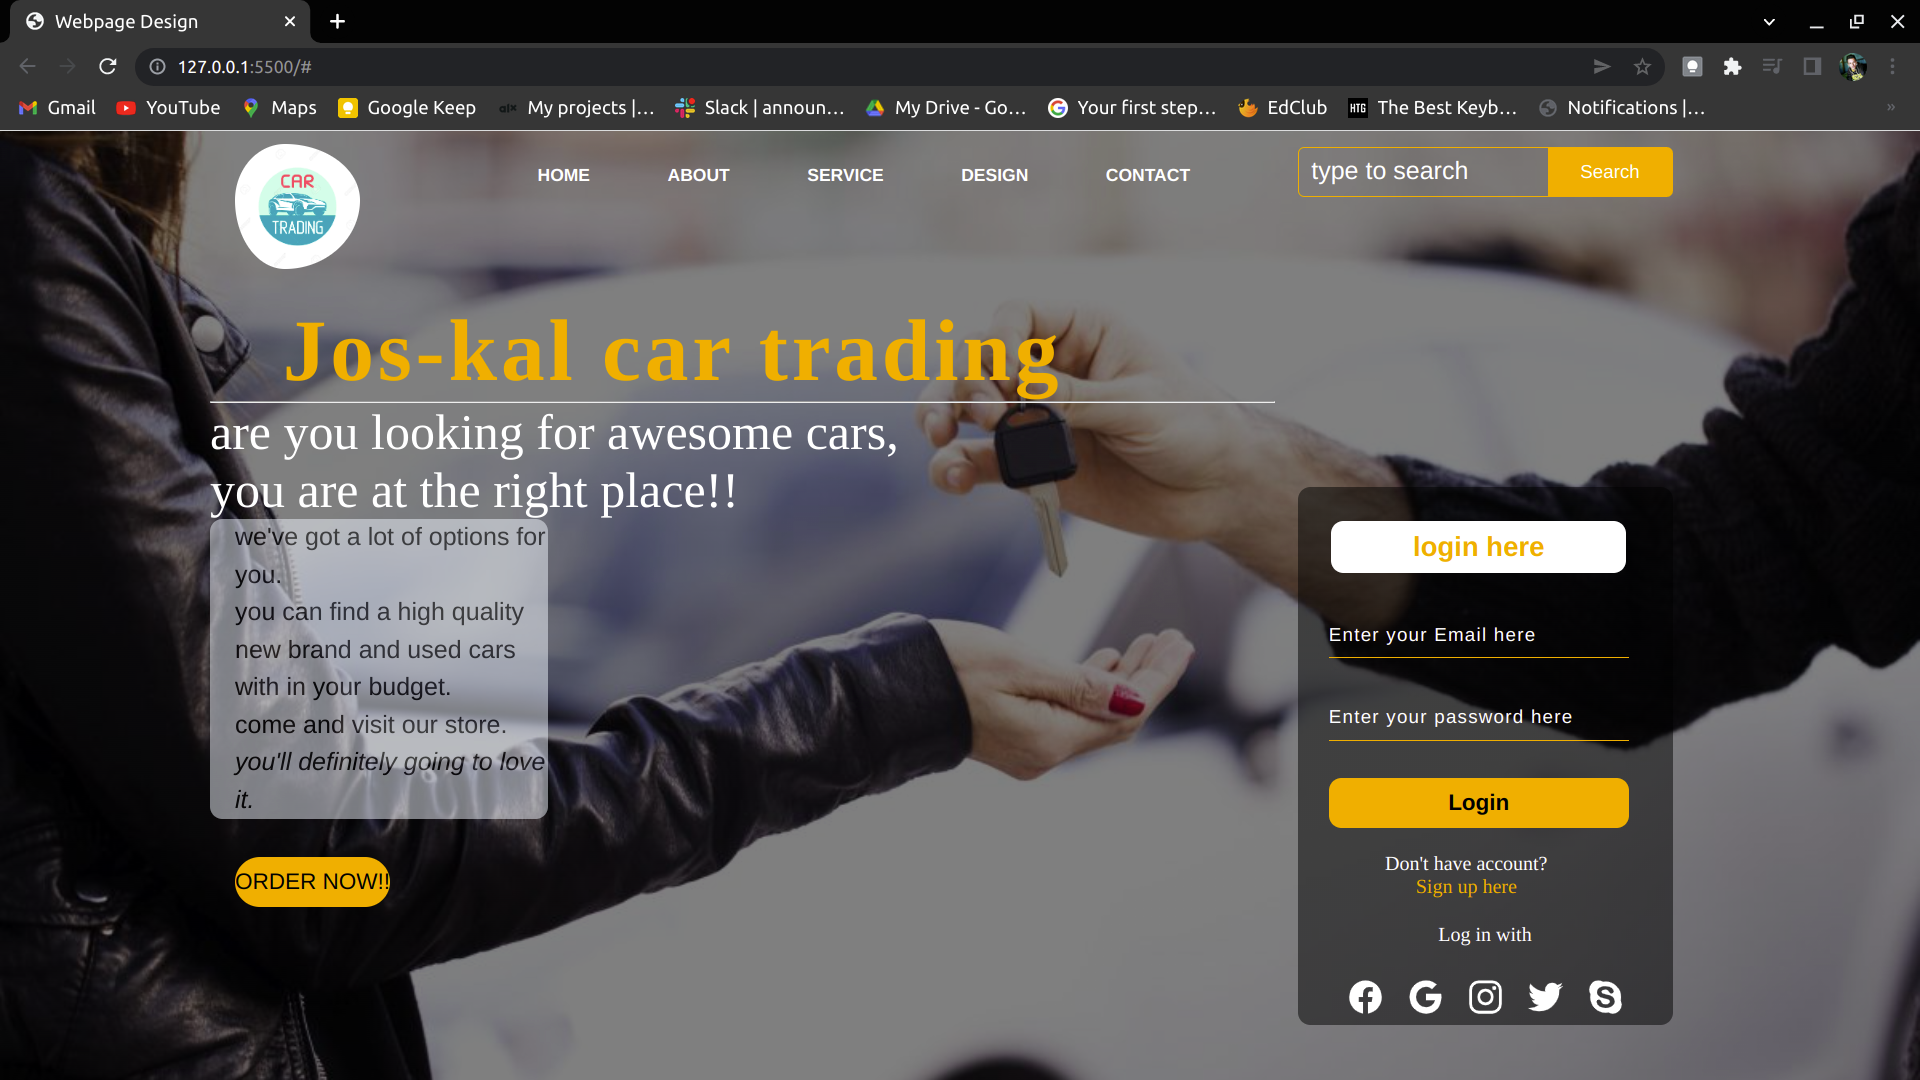 Webpage Design
127.0.0.1:5500/#
Gmail
YouTube
Maps
Google Keep
alx
My projects |...
Slack | announ...
My Drive - Go...
Your first step...
EdClub
HTG
The Best Keyb...
Notifications |...
»
CAR
TRADING
HOME
ABOUT
SERVICE
DESIGN
CONTACT
type to search
Search
Jos-kal car trading
are you looking for awesome cars,
you are at the right place!!
we've got a lot of options for
you.
you can find a high quality
new brand and used cars
with in your budget.
come and visit our store.
you'll definitely going to love
it.
ORDER NOW!!
login here
Enter your Email here
Enter your password here
Login
Don't have account?
Sign up here
Log in with